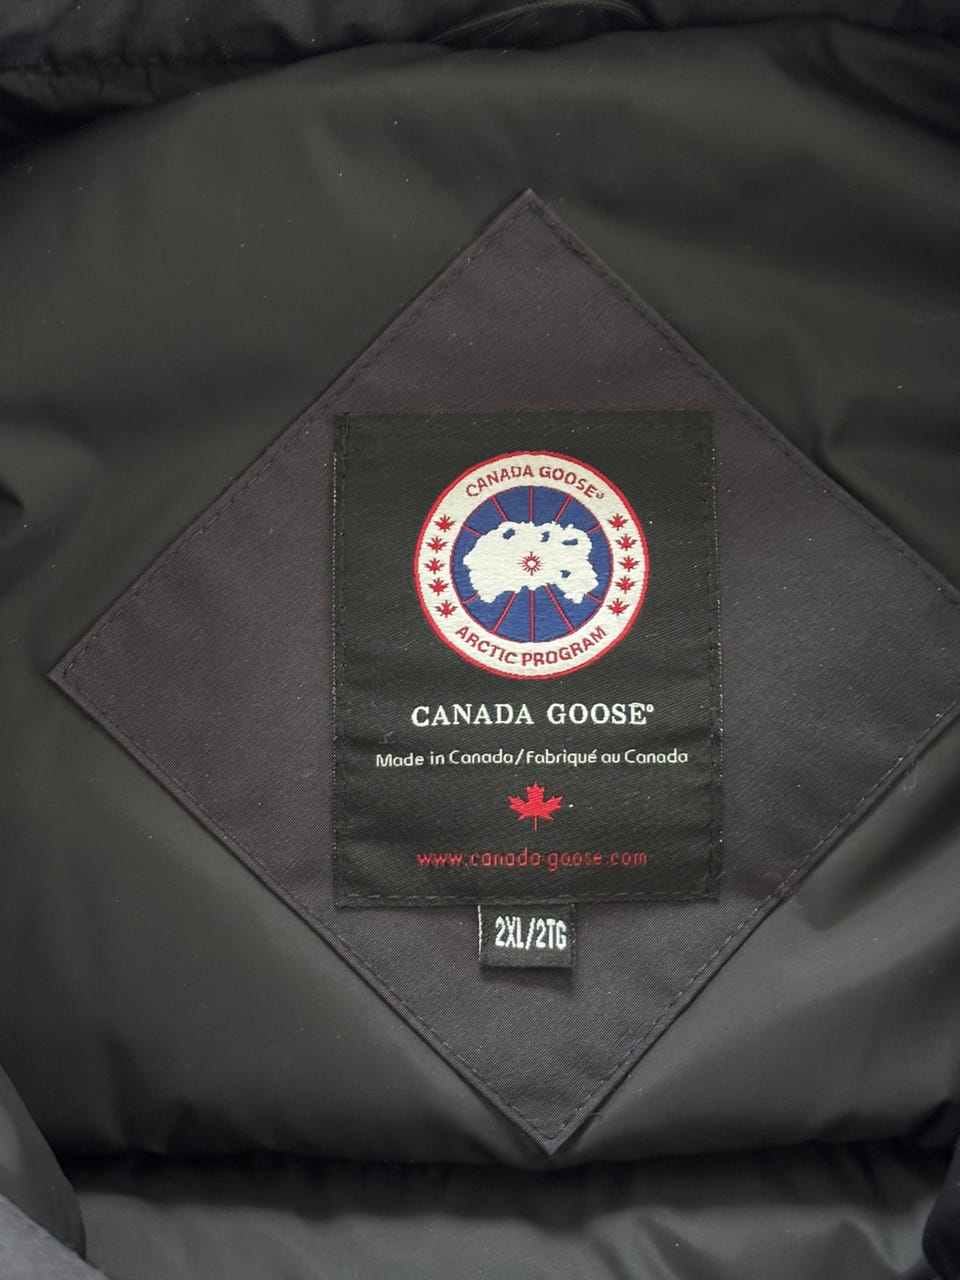 CANADA GOOSE®
ARCTIC PROGRAM
CANADA GOOSE®
Made in Canada/Fabriqué au Canada
www.canada-goose.com
2XL/2TG